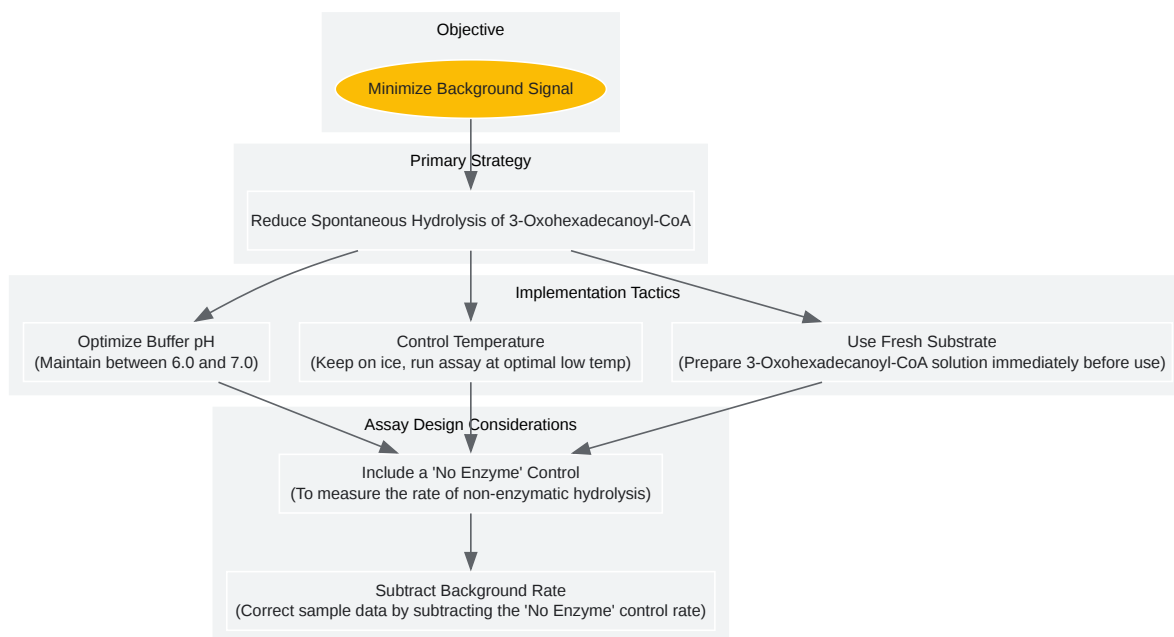 Objective
Minimize Background Signal
Primary Strategy
Reduce Spontaneous Hydrolysis of 3-Oxohexadecanoyl-CoA
Implementation Tactics
Optimize Buffer pH
(Maintain between 6.0 and 7.0)
Control Temperature
(Keep on ice, run assay at optimal low temp)
Use Fresh Substrate
(Prepare 3-Oxohexadecanoyl-CoA solution immediately before use)
Assay Design Considerations
Include a 'No Enzyme' Control
(To measure the rate of non-enzymatic hydrolysis)
Subtract Background Rate
(Correct sample data by subtracting the 'No Enzyme' control rate)